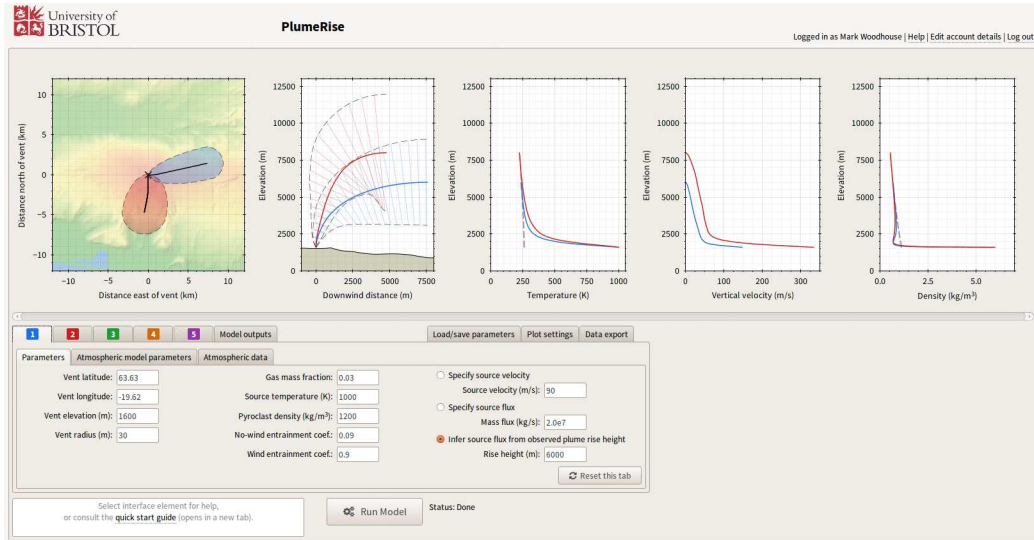 University of
BRISTOL
PlumeRise
Logged in as Mark Woodhouse | Help | Edit account details | Log out
10
5
0
−5
−10
−10 −5 0 5 10
Distance north of vent (km)
Distance east of vent (km)
12500
10000
7500
5000
2500
0
0 2500 5000 7500
Elevation (m)
Downwind distance (m)
12500
10000
7500
5000
2500
0
0 250 500 750 1000
Elevation (m)
Temperature (K)
12500
10000
7500
5000
2500
0
0 100 200 300
Elevation (m)
Vertical velocity (m/s)
12500
10000
7500
5000
2500
0
0.0 2.5 5.0
Elevation (m)
Density (kg/m³)
1 2 3 4 5 Model outputs Load/save parameters Plot settings Data export
Parameters Atmospheric model parameters Atmospheric data
Vent latitude: 63.63
Vent longitude: -19.62
Vent elevation (m): 1600
Vent radius (m): 30
Gas mass fraction: 0.03
Source temperature (K): 1000
Pyroclast density (kg/m³): 1200
No-wind entrainment coef.: 0.09
Wind entrainment coef.: 0.9
Specify source velocity
Source velocity (m/s): 90
Specify source flux
Mass flux (kg/s): 2.0e7
Infer source flux from observed plume rise height
Rise height (m): 6000
Reset this tab
Select interface element for help,
or consult the quick start guide (opens in a new tab).
Run Model
Status: Done